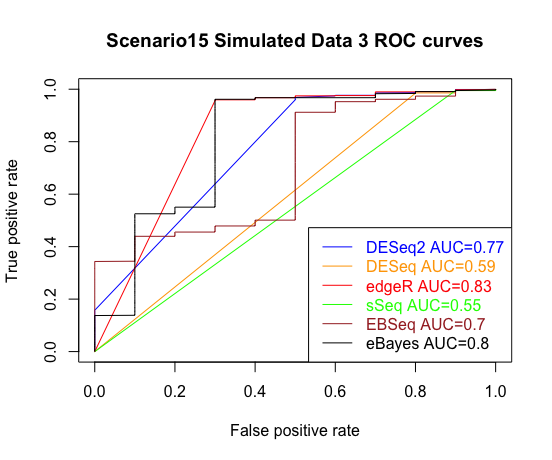 Scenario15 Simulated Data 3 ROC curves
True positive rate
1.0
0.8
0.6
0.4
0.2
0.0
DESeq2 AUC=0.77
DESeq AUC=0.59
edgeR AUC=0.83
sSeq AUC=0.55
EBSeq AUC=0.7
eBayes AUC=0.8
0.0 0.2 0.4 0.6 0.8 1.0
False positive rate